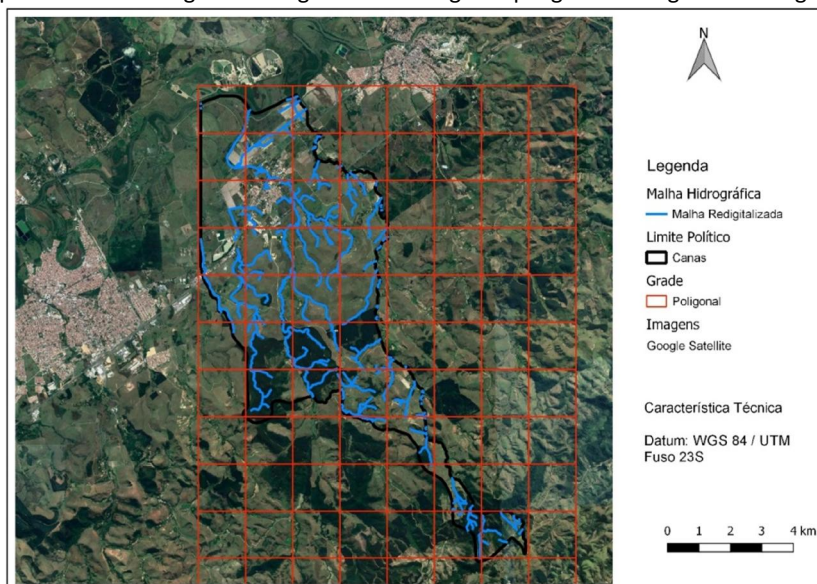 N
Legenda
Malha Hidrográfica
Malha Redigitalizada
Limite Político
Canas
Grade
Poligonal
Imagens
Google Satellite
Característica Técnica
Datum: WGS 84 / UTM
Fuso 23S
0 1 2 3 4 km